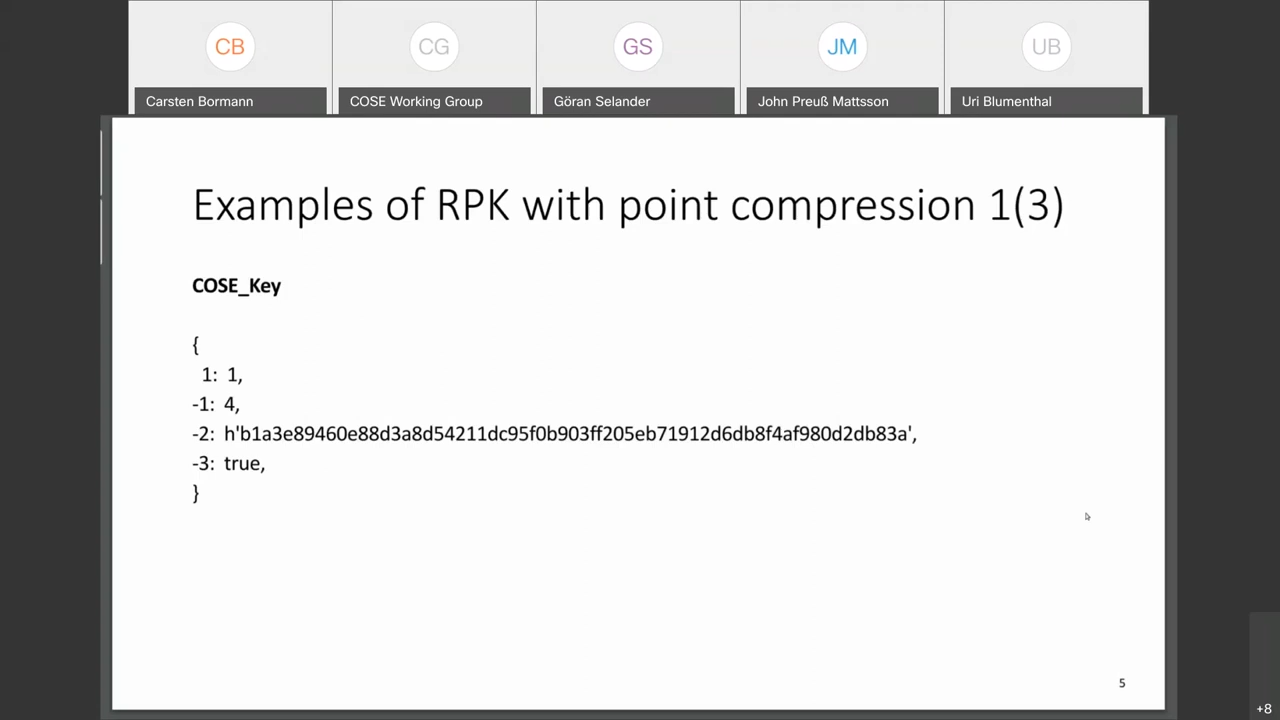 CB
CG
GS
JM
UB
Carsten Bormann
COSE Working Group
Göran Selander
John Preuß Mattsson
Uri Blumenthal
Examples of RPK with point compression 1(3)
COSE_Key
{
1: 1,
-1: 4,
-2: h'b1a3e89460e88d3a8d54211dc95f0b903ff205eb71912d6db8f4af980d2db83a',
-3: true,
}
5
+8